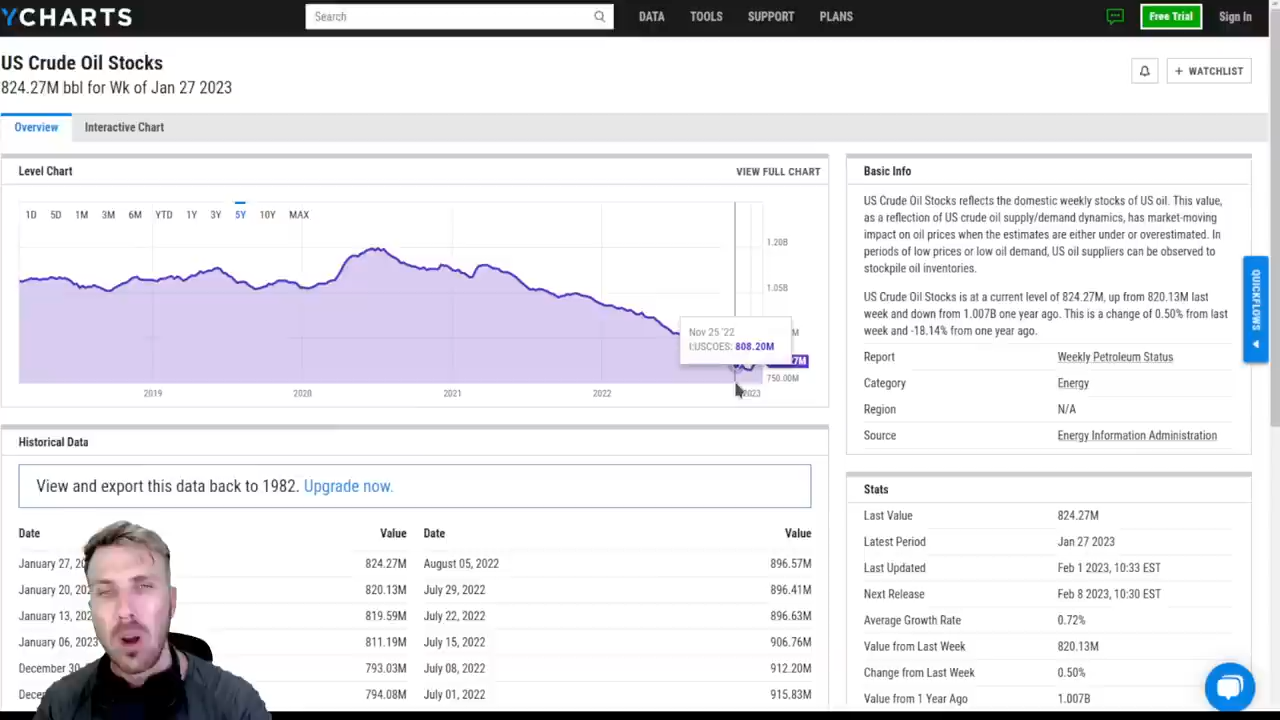 YCHARTS
Search
DATA
TOOLS
SUPPORT
PLANS
Free Trial
Sign In
US Crude Oil Stocks
824.27M bbl for Wk of Jan 27 2023
+ WATCHLIST
Overview
Interactive Chart
Level Chart
VIEW FULL CHART
1D 5D 1M 3M 6M YTD 1Y 3Y 5Y 10Y MAX
1.20B
1.05B
Nov 25 '22
I:USCOES: 808.20M
750.00M
2019 2020 2021 2022 2023
Historical Data
View and export this data back to 1982. Upgrade now.
Date Value Date Value
January 27, 824.27M August 05, 2022 896.57M
January 20, 820.13M July 29, 2022 896.41M
January 13, 819.59M July 22, 2022 896.63M
January 06, 2023 811.19M July 15, 2022 906.76M
December 30, 793.03M July 08, 2022 912.20M
794.08M July 01, 2022 915.83M
Basic Info
US Crude Oil Stocks reflects the domestic weekly stocks of US oil. This value,
as a reflection of US crude oil supply/demand dynamics, has market-moving
impact on oil prices when the estimates are either under or overestimated. In
periods of low prices or low oil demand, US oil suppliers can be observed to
stockpile oil inventories.
US Crude Oil Stocks is at a current level of 824.27M, up from 820.13M last
week and down from 1.007B one year ago. This is a change of 0.50% from last
week and -18.14% from one year ago.
Report Weekly Petroleum Status
Category Energy
Region N/A
Source Energy Information Administration
Stats
Last Value 824.27M
Latest Period Jan 27 2023
Last Updated Feb 1 2023, 10:33 EST
Next Release Feb 8 2023, 10:30 EST
Average Growth Rate 0.72%
Value from Last Week 820.13M
Change from Last Week 0.50%
Value from 1 Year Ago 1.007B
QUICKFLOWS